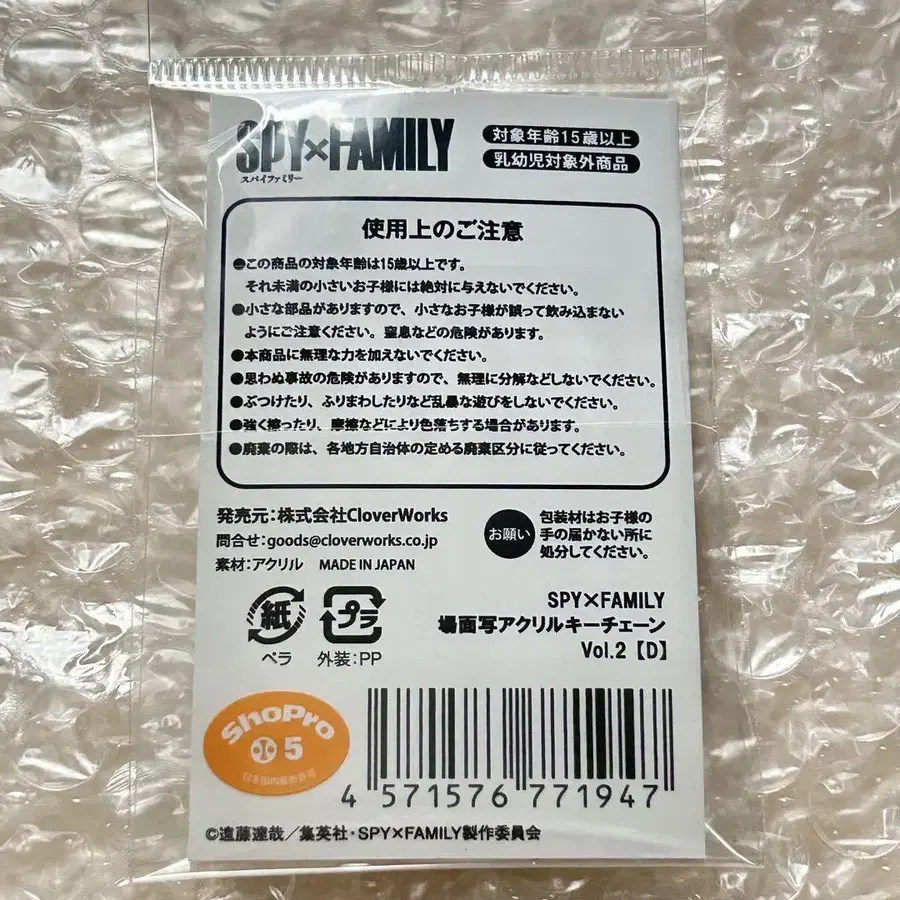 SPY×FAMILY
スパイファミリー
対象年齢15歳以上
乳幼児対象外商品
使用上のご注意
●この商品の対象年齢は15歳以上です。
それ未満の小さいお子様には絶対に与えないでください。
●小さな部品がありますので、小さなお子様が誤って飲み込まない
ようにご注意ください。窒息などの危険があります。
●本商品に無理な力を加えないでください。
●思わぬ事故の危険がありますので、無理に分解などしないでください。
●ぶつけたり、ふりまわしたりなど乱暴な遊びをしないでください。
●強く擦ったり、摩擦などにより色落ちする場合があります。
●廃棄の際は、各地方自治体の定める廃棄区分に従ってください。
発売元：株式会社CloverWorks
問合せ：goods@cloverworks.co.jp
素材：アクリル MADE IN JAPAN
お願い
包装材はお子様の
手の届かない所に
処分してください。
紙
ベラ
プラ
外装：PP
SPY×FAMILY
場面写アクリルキーチェーン
Vol.2【D】
ShoPro
5
日本国内販売許可
4 571576 771947
©遠藤達哉／集英社・SPY×FAMILY製作委員会